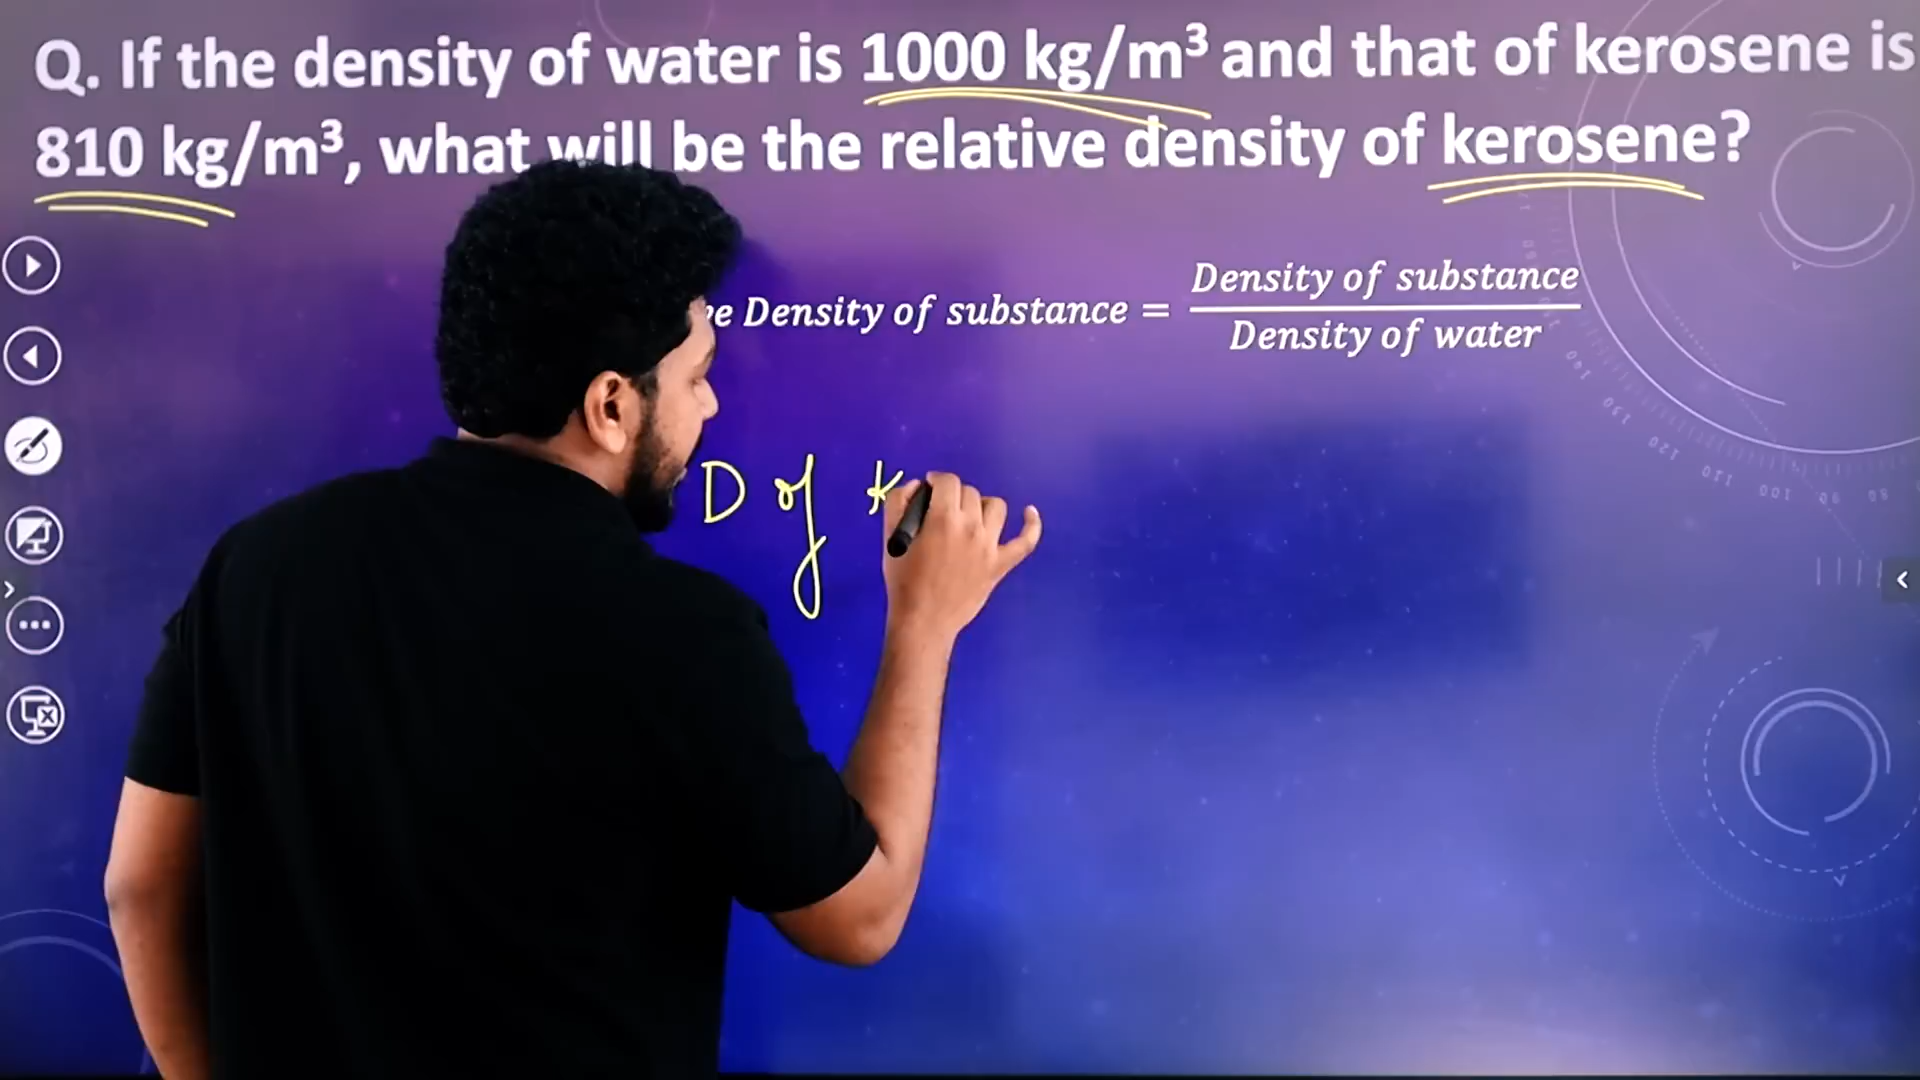 Q. If the density of water is 1000 kg/m³ and that of kerosene is
810 kg/m³, what will be the relative density of kerosene?
Density of substance = Density of substance
Density of water
D of K